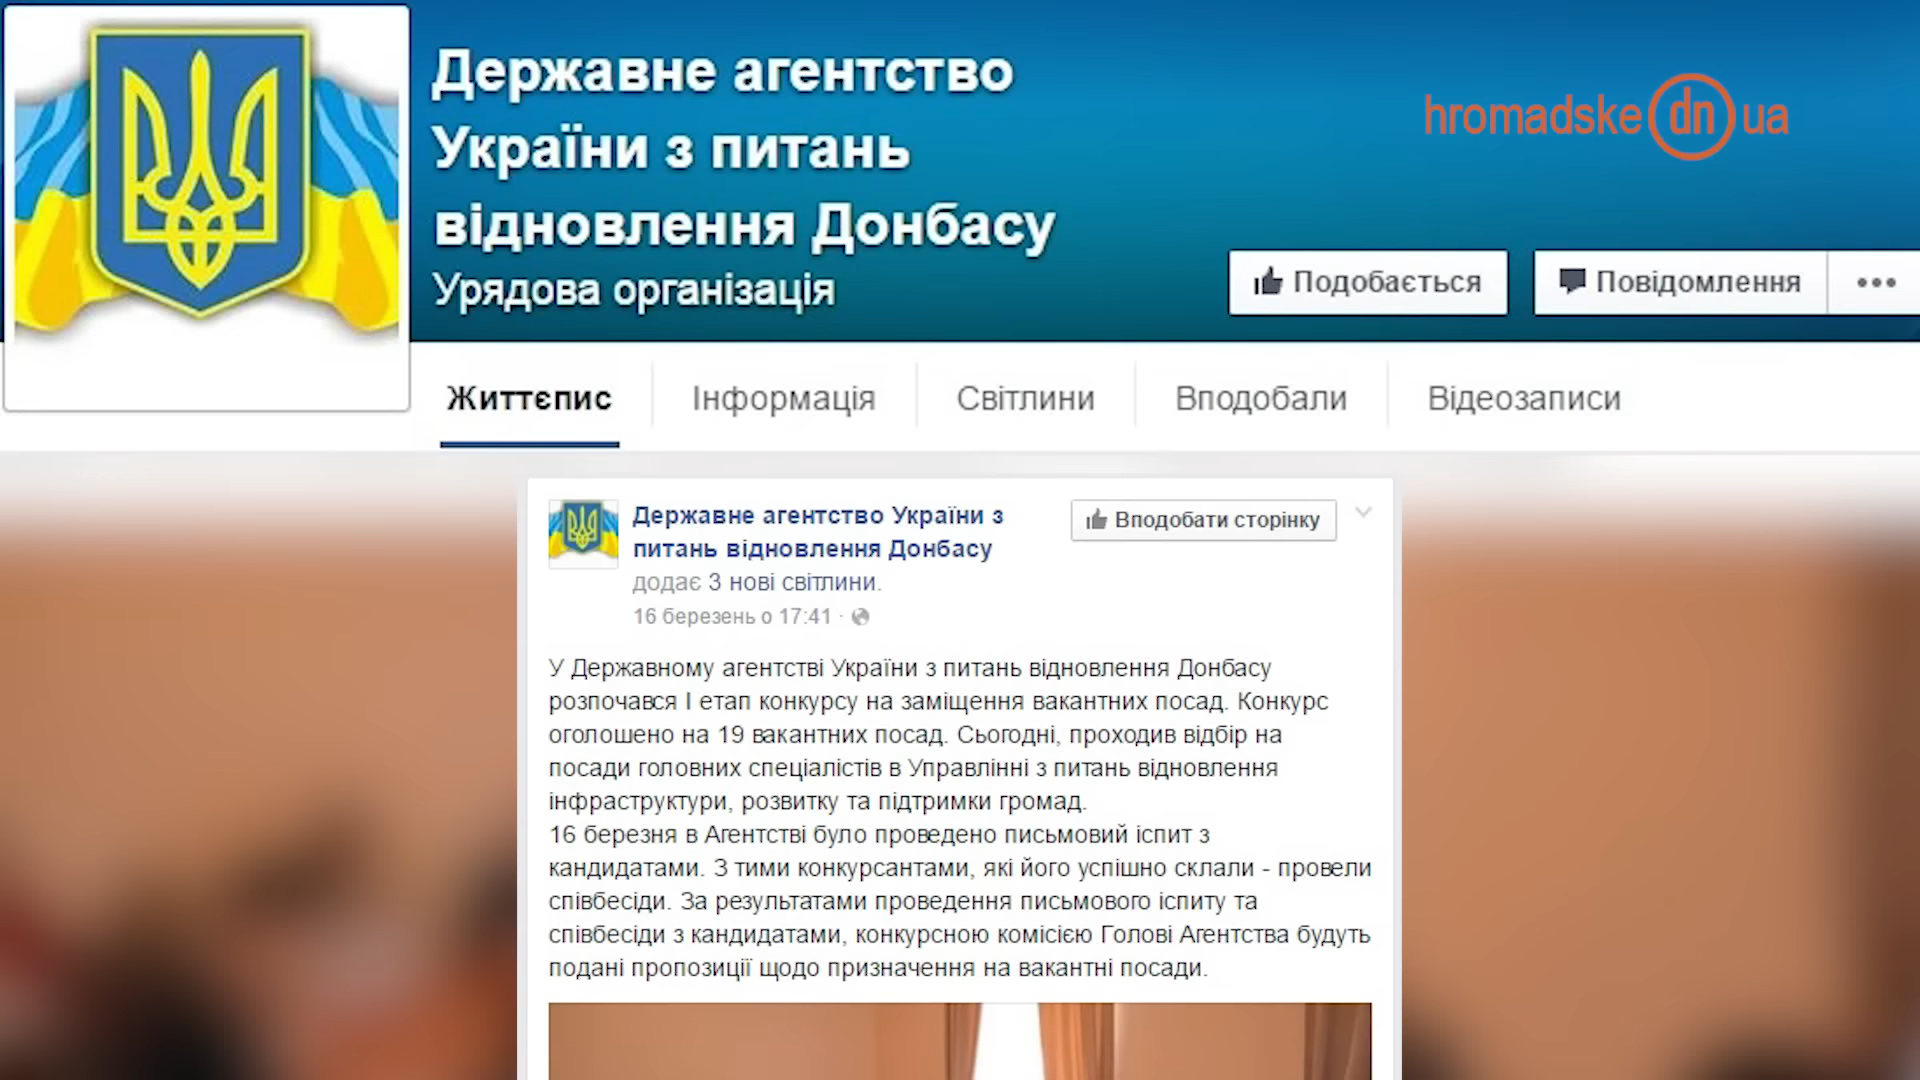 Державне агентство
України з питань
відновлення Донбасу
Урядова організація
hromadske dn ua
Подобається
Повідомлення
Життєпис
Інформація
Світлини
Вподобали
Відеозаписи
Державне агентство України з
питань відновлення Донбасу
додає 3 нові світлини.
16 березень о 17:41 ·
Вподобати сторінку
У Державному агентстві України з питань відновлення Донбасу
розпочався І етап конкурсу на заміщення вакантних посад. Конкурс
оголошено на 19 вакантних посад. Сьогодні, проходив відбір на
посади головних спеціалістів в Управлінні з питань відновлення
інфраструктури, розвитку та підтримки громад.
16 березня в Агентстві було проведено письмовий іспит з
кандидатами. З тими конкурсантами, які його успішно склали - провели
співбесіди. За результатами проведення письмового іспиту та
співбесіди з кандидатами, конкурсною комісією Голові Агентства будуть
подані пропозиції щодо призначення на вакантні посади.